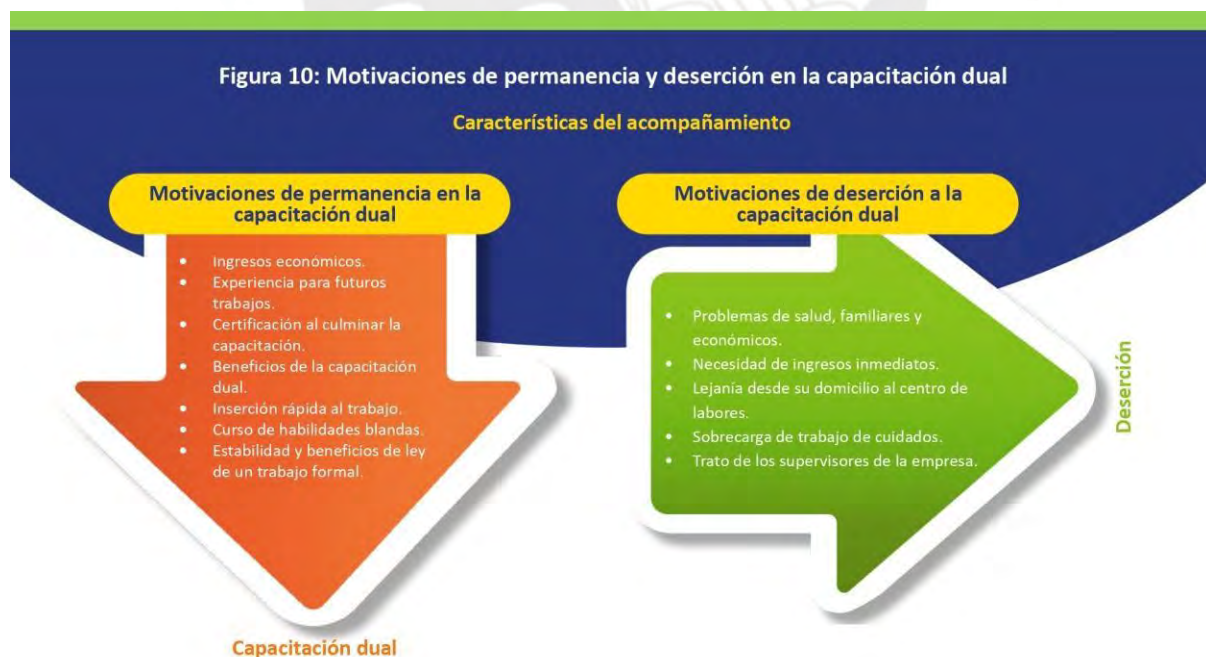 Figura 10: Motivaciones de permanencia y deserción en la capacitación dual
Características del acompañamiento
Motivaciones de permanencia en la
capacitación dual
• Ingresos económicos.
• Experiencia para futuros
trabajos.
• Certificación al culminar la
capacitación.
• Beneficios de la capacitación
dual.
• Inserción rápida al trabajo.
• Curso de habilidades blandas.
• Estabilidad y beneficios de ley
de un trabajo formal.
Capacitación dual
Motivaciones de deserción a la
capacitación dual
• Problemas de salud, familiares y
económicos.
• Necesidad de ingresos inmediatos.
• Lejanía desde su domicilio al centro de
labores.
• Sobrecarga de trabajo de cuidados.
• Trato de los supervisores de la empresa.
Deserción